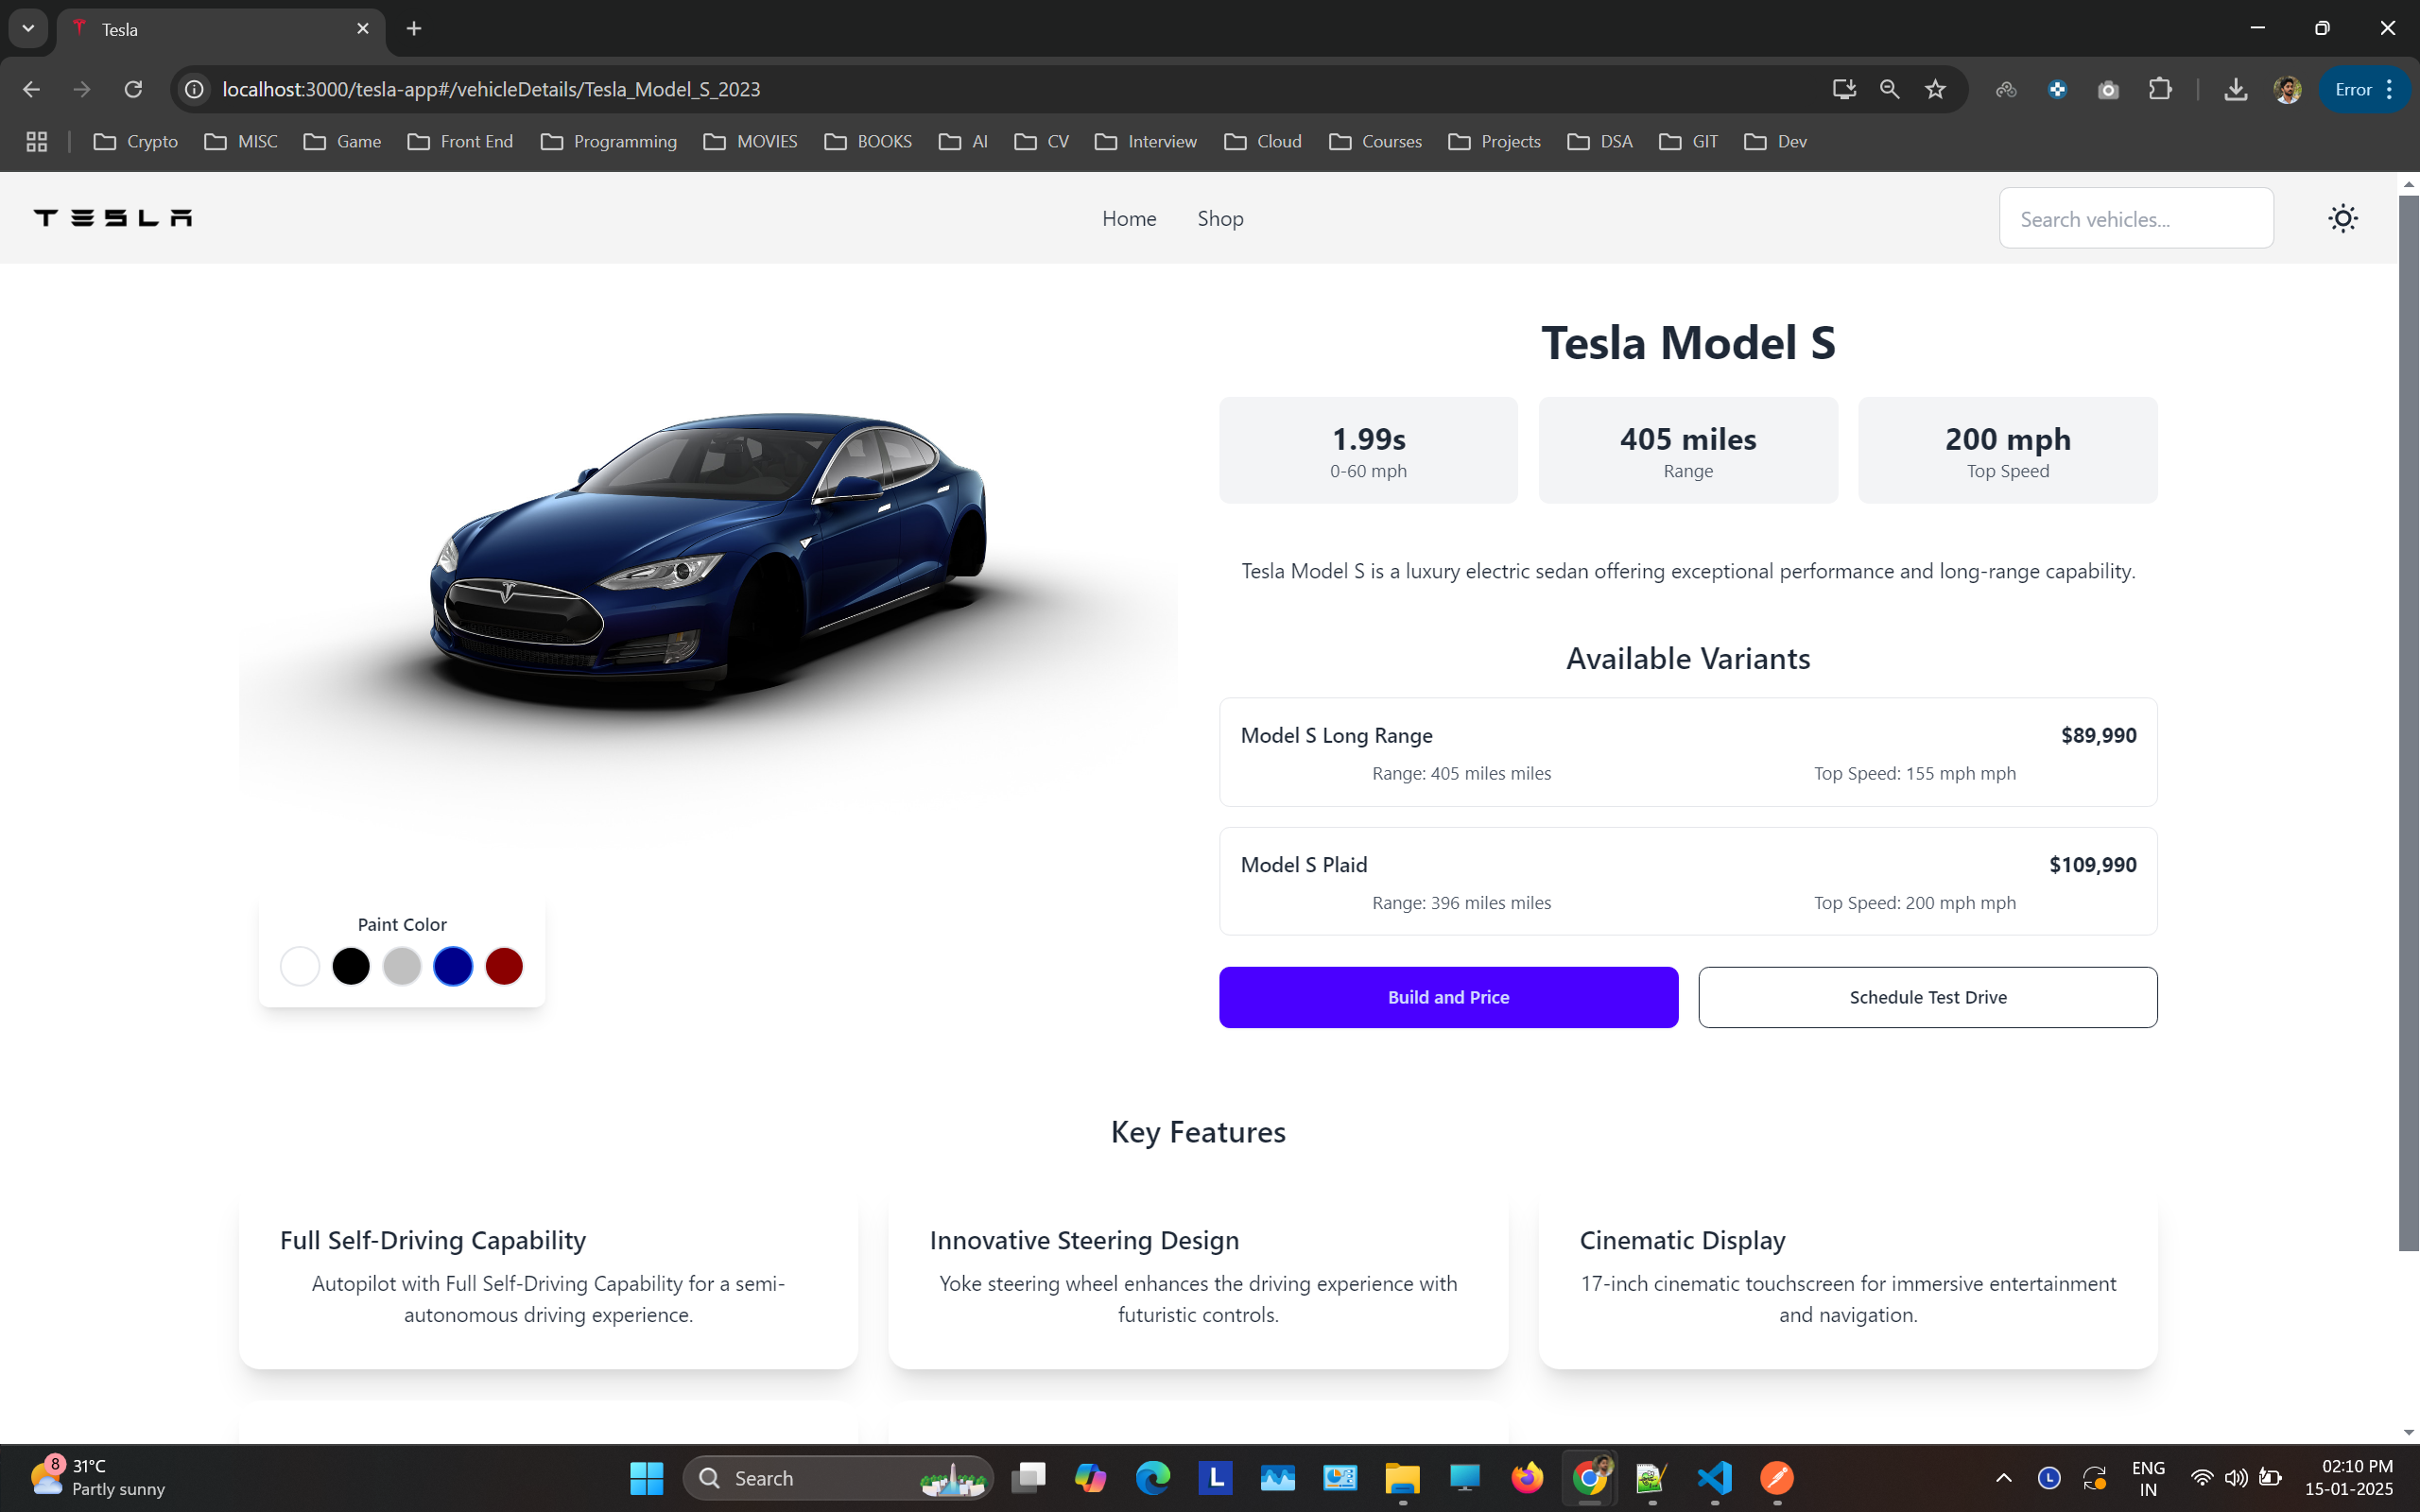 Tesla
localhost:3000/tesla-app#/vehicleDetails/Tesla_Model_S_2023
Error
Crypto
MISC
Game
Front End
Programming
MOVIES
BOOKS
AI
CV
Interview
Cloud
Courses
Projects
DSA
GIT
Dev
TESLA
Home
Shop
Search vehicles...
Tesla Model S
1.99s
0-60 mph
405 miles
Range
200 mph
Top Speed
Tesla Model S is a luxury electric sedan offering exceptional performance and long-range capability.
Available Variants
Model S Long Range
$89,990
Range: 405 miles miles
Top Speed: 155 mph mph
Model S Plaid
$109,990
Range: 396 miles miles
Top Speed: 200 mph mph
Paint Color
Build and Price
Schedule Test Drive
Key Features
Full Self-Driving Capability
Autopilot with Full Self-Driving Capability for a semi-
autonomous driving experience.
Innovative Steering Design
Yoke steering wheel enhances the driving experience with
futuristic controls.
Cinematic Display
17-inch cinematic touchscreen for immersive entertainment
and navigation.
8
31°C
Partly sunny
Search
L
L
ENG
IN
02:10 PM
15-01-2025